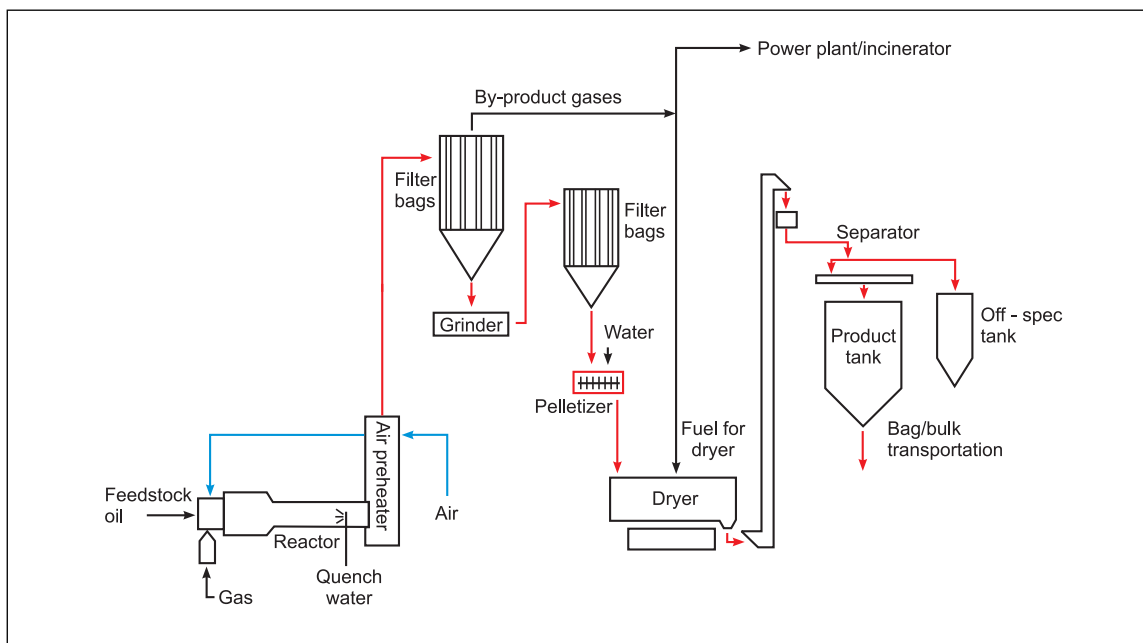 Power plant/incinerator
By-product gases
Filter
bags
Filter
bags
Separator
Grinder
Water
Product
tank
Off - spec
tank
Pelletizer
Air preheater
Fuel for
dryer
Bag/bulk
transportation
Feedstock
oil
Air
Dryer
Reactor
Quench
water
Gas